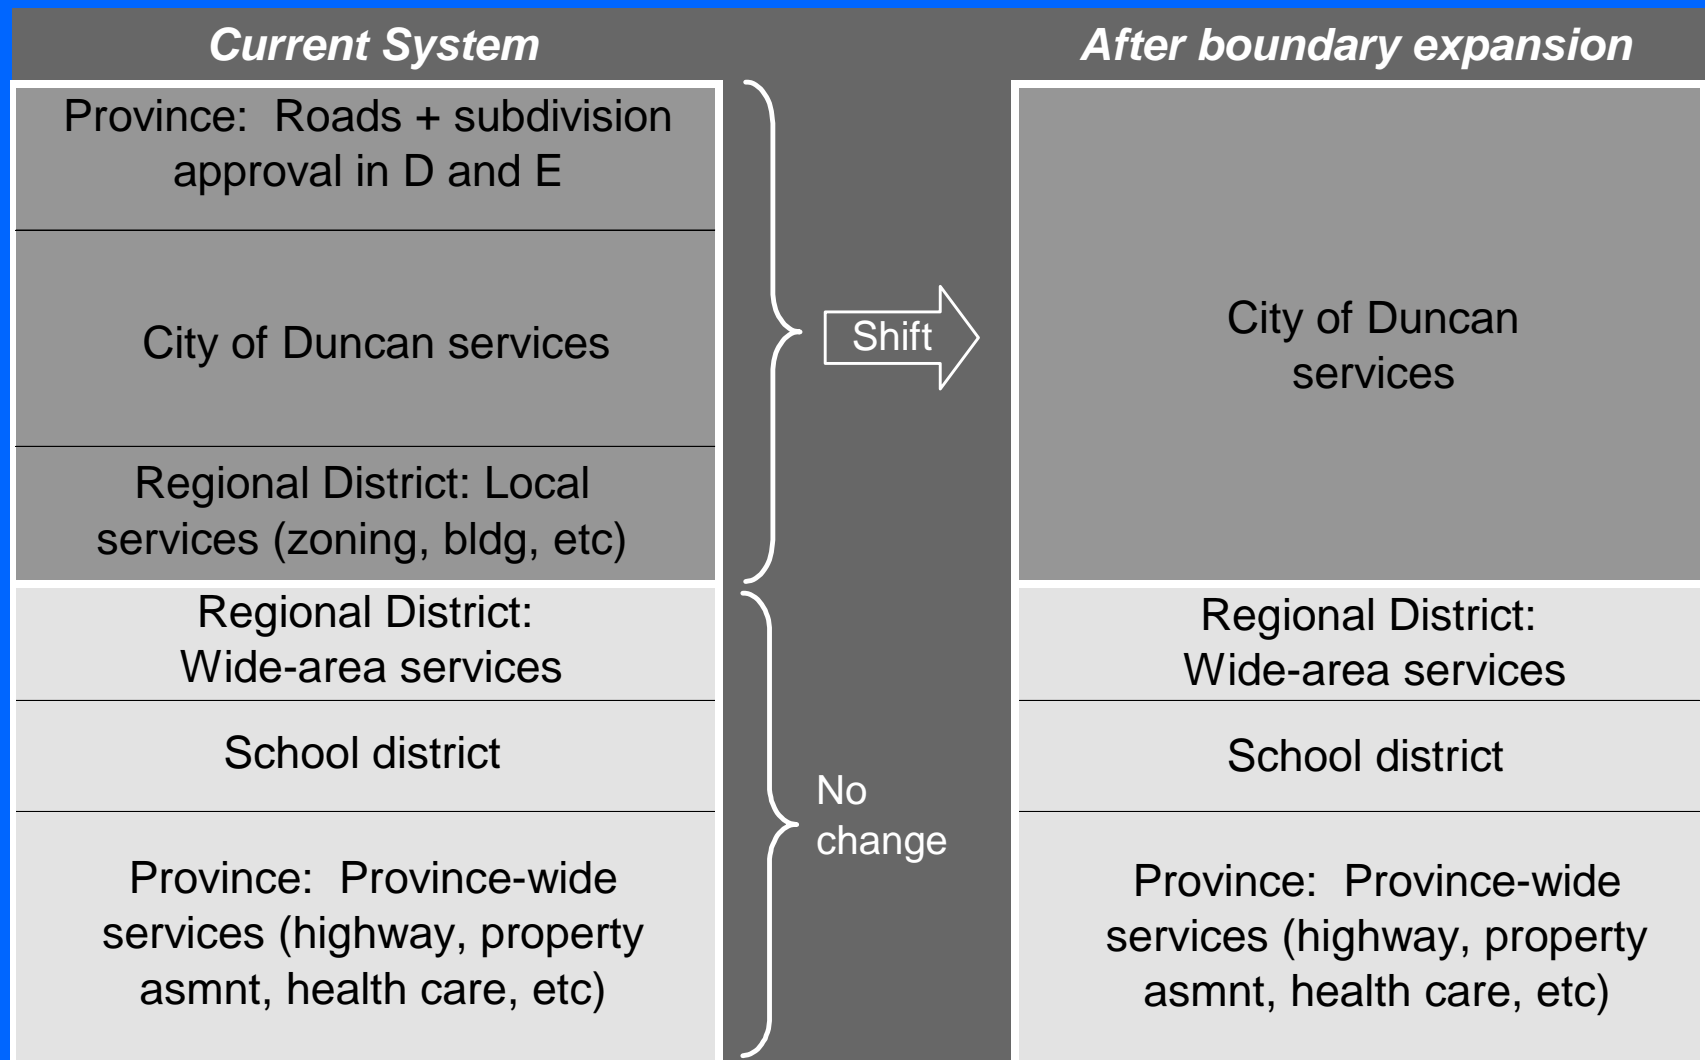 Current System
After boundary expansion
Province: Roads + subdivision
approval in D and E
City of Duncan services
Regional District: Local
services (zoning, bldg, etc)
Regional District:
Wide-area services
School district
Province: Province-wide
services (highway, property
asmnt, health care, etc)
Shift
No
change
City of Duncan
services
Regional District:
Wide-area services
School district
Province: Province-wide
services (highway, property
asmnt, health care, etc)